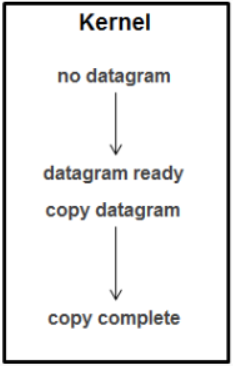 Kernel
no datagram
datagram ready
copy datagram
copy complete